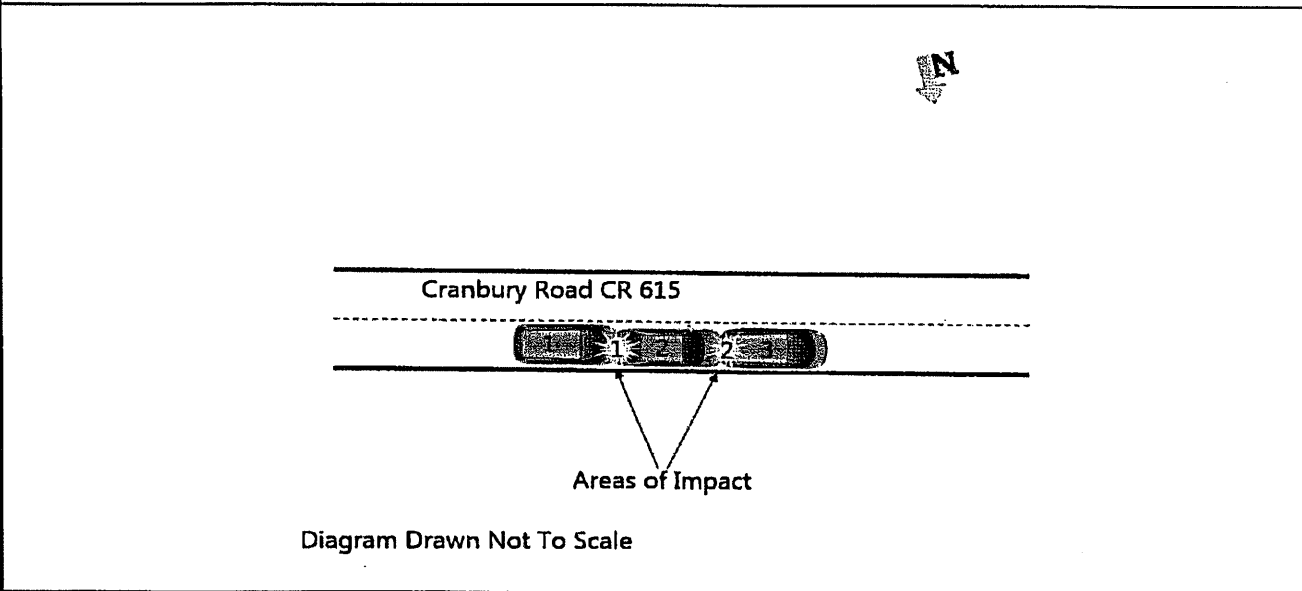 N
Cranbury Road CR 615
1 1 2 2 3
Areas of Impact
Diagram Drawn Not To Scale